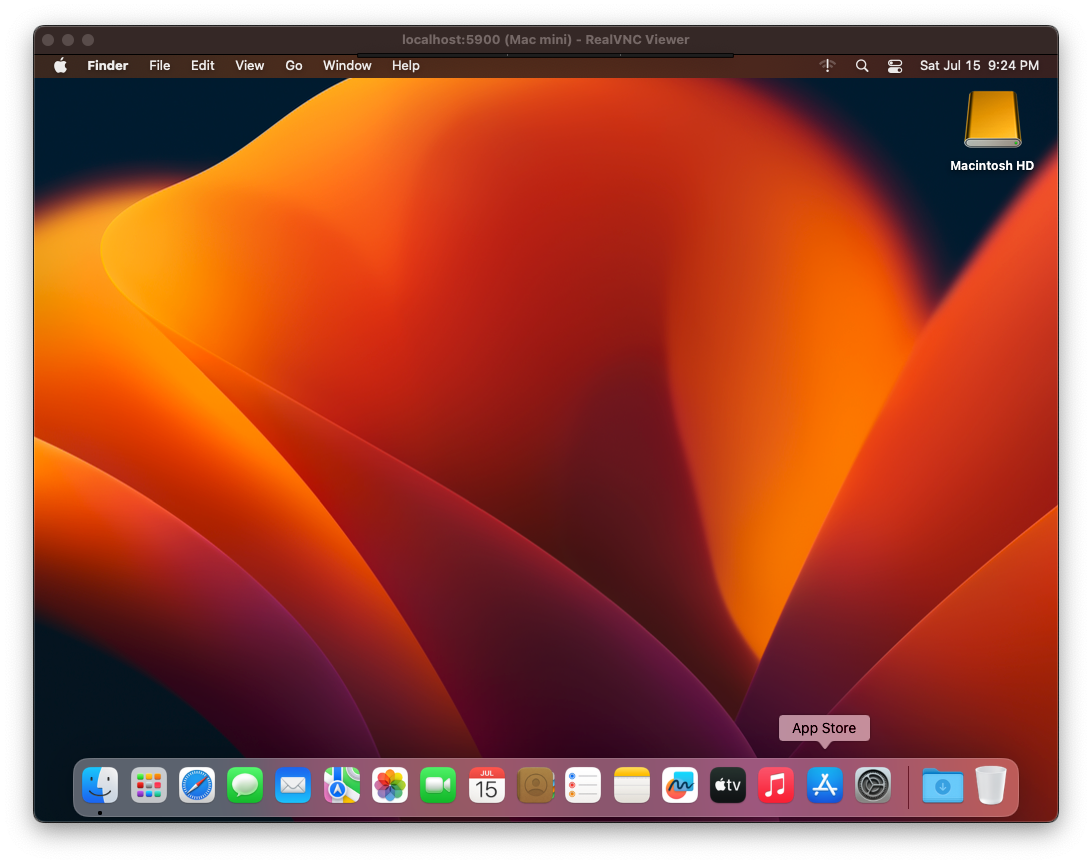 localhost:5900 (Mac mini) - RealVNC Viewer
Finder File Edit View Go Window Help Sat Jul 15 9:24 PM
Macintosh HD
App Store
JUL
15
tv